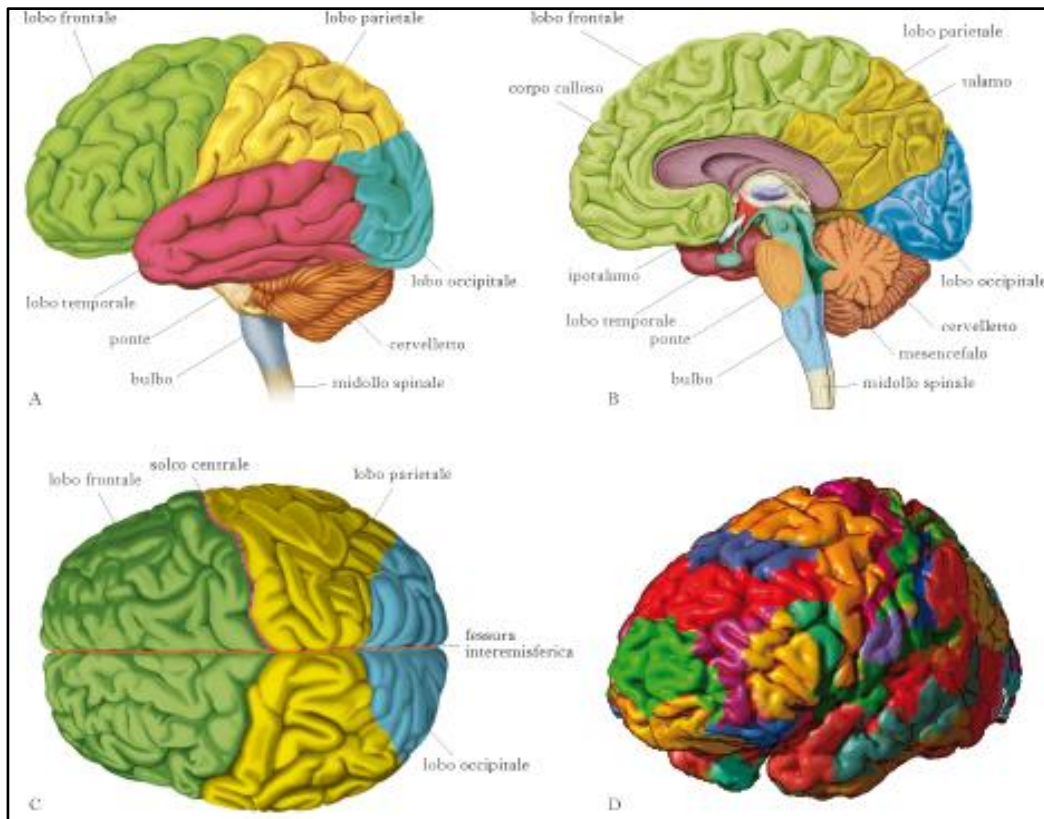 lobo frontale
lobo parietale
lobo temporale
ponte
bulbo
lobo occipitale
cervelletto
midollo spinale
A
lobo frontale
lobo parietale
corpo calloso
talamo
ipotalamo
lobo temporale
ponte
bulbo
lobo occipitale
cervelletto
mesencefalo
midollo spinale
B
solco centrale
lobo frontale
lobo parietale
fessura
interemisferica
lobo occipitale
C
D